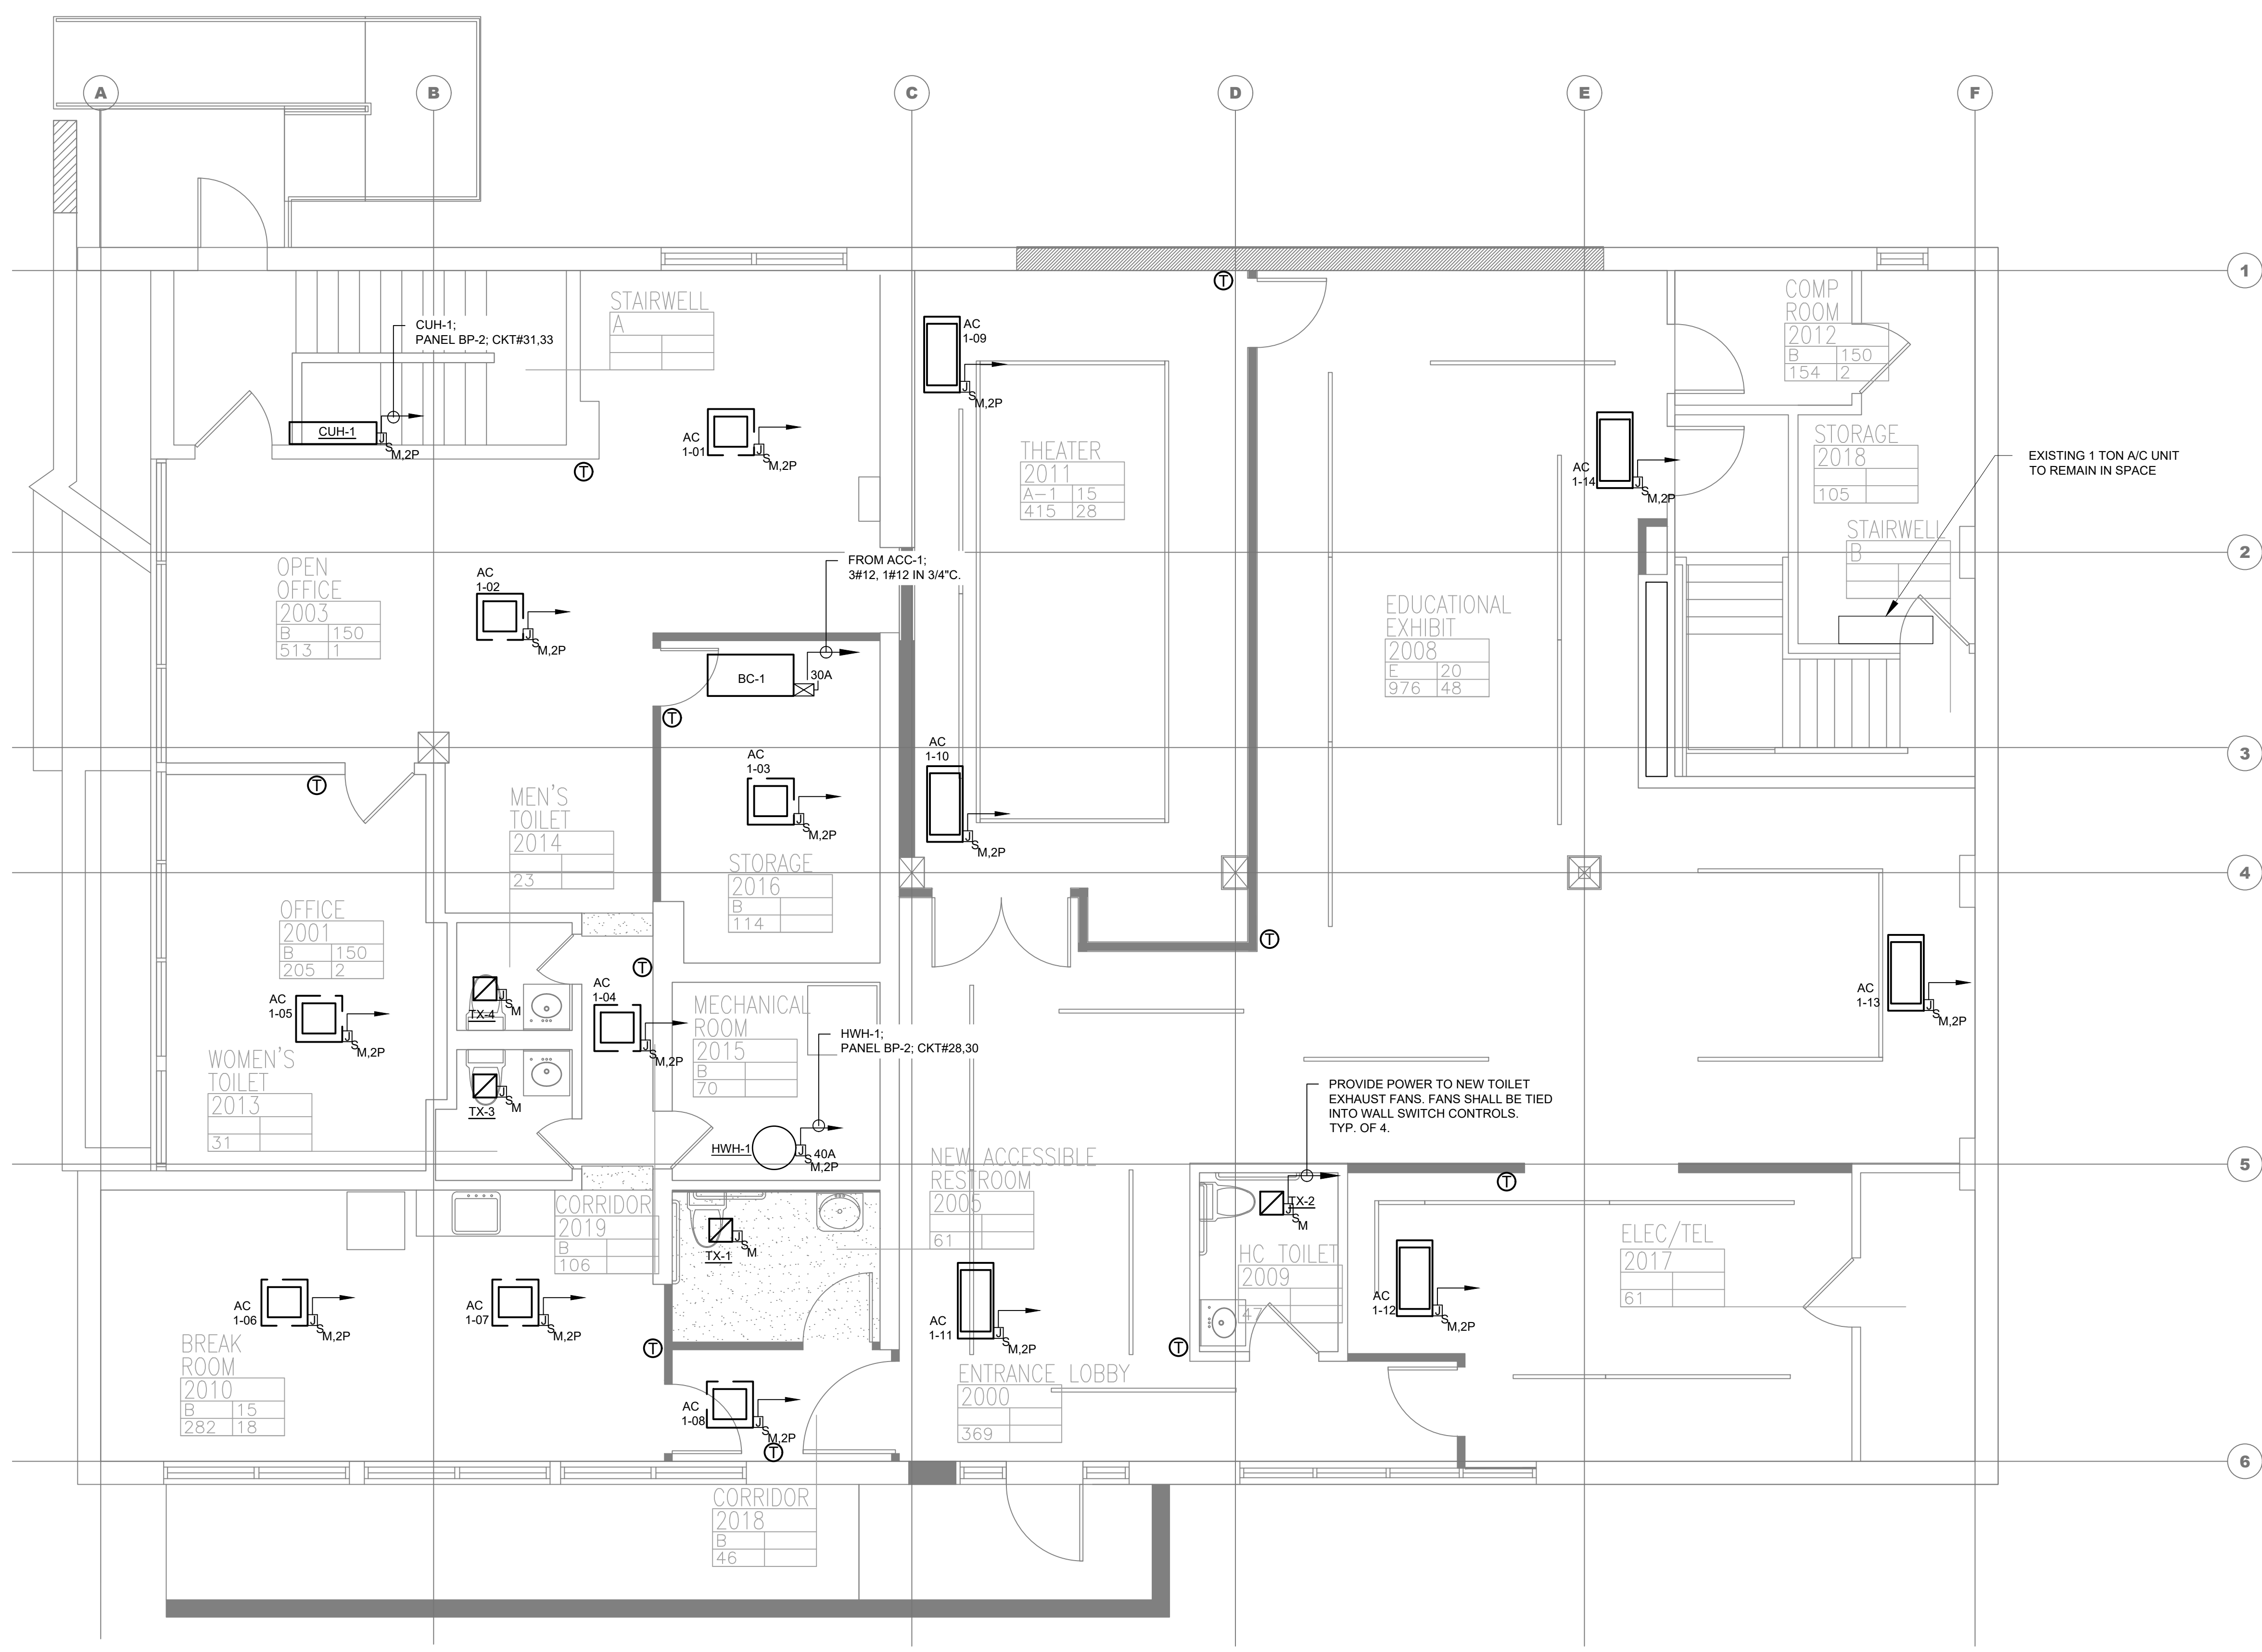 A
B
C
D
E
F
1
2
3
4
5
6
STAIRWELL
A
CUH-1;
PANEL BP-2; CKT#31,33
CUH-1
J
S
M,2P
T
AC
1-01
J
S
M,2P
AC
1-09
J
S
M,2P
T
THEATER
2011
A-1 15
415 28
COMP
ROOM
2012
B 150
154 2
AC
1-14
J
S
M,2P
STORAGE
2018
105
EXISTING 1 TON A/C UNIT
TO REMAIN IN SPACE
STAIRWELL
B
OPEN
OFFICE
2003
B 150
513 1
AC
1-02
J
S
M,2P
FROM ACC-1;
3#12, 1#12 IN 3/4"C.
BC-1
30A
T
EDUCATIONAL
EXHIBIT
2008
E 20
976 48
T
MEN'S
TOILET
2014
23
AC
1-03
J
S
M,2P
STORAGE
2016
B
114
AC
1-10
J
S
M,2P
T
OFFICE
2001
B 150
205 2
AC
1-05
J
S
M,2P
TX-4
J
S
M
T
AC
1-04
J
S
M,2P
MECHANICAL
ROOM
2015
B
70
HWH-1;
PANEL BP-2; CKT#28,30
AC
1-13
J
S
M,2P
WOMEN'S
TOILET
2013
31
TX-3
J
S
M
HWH-1
J
S
40A
M,2P
PROVIDE POWER TO NEW TOILET
EXHAUST FANS. FANS SHALL BE TIED
INTO WALL SWITCH CONTROLS.
TYP. OF 4.
NEW ACCESSIBLE
RESTROOM
2005
61
T
CORRIDOR
2019
B
106
TX-1
J
S
M
TX-2
J
S
M
HC TOILET
2009
47
ELEC/TEL
2017
61
AC
1-06
J
S
M,2P
AC
1-07
J
S
M,2P
AC
1-11
J
S
M,2P
AC
1-12
J
S
M,2P
BREAK
ROOM
2010
B 15
282 18
T
T
AC
1-08
J
S
M,2P
T
ENTRANCE LOBBY
2000
369
CORRIDOR
2018
B
46